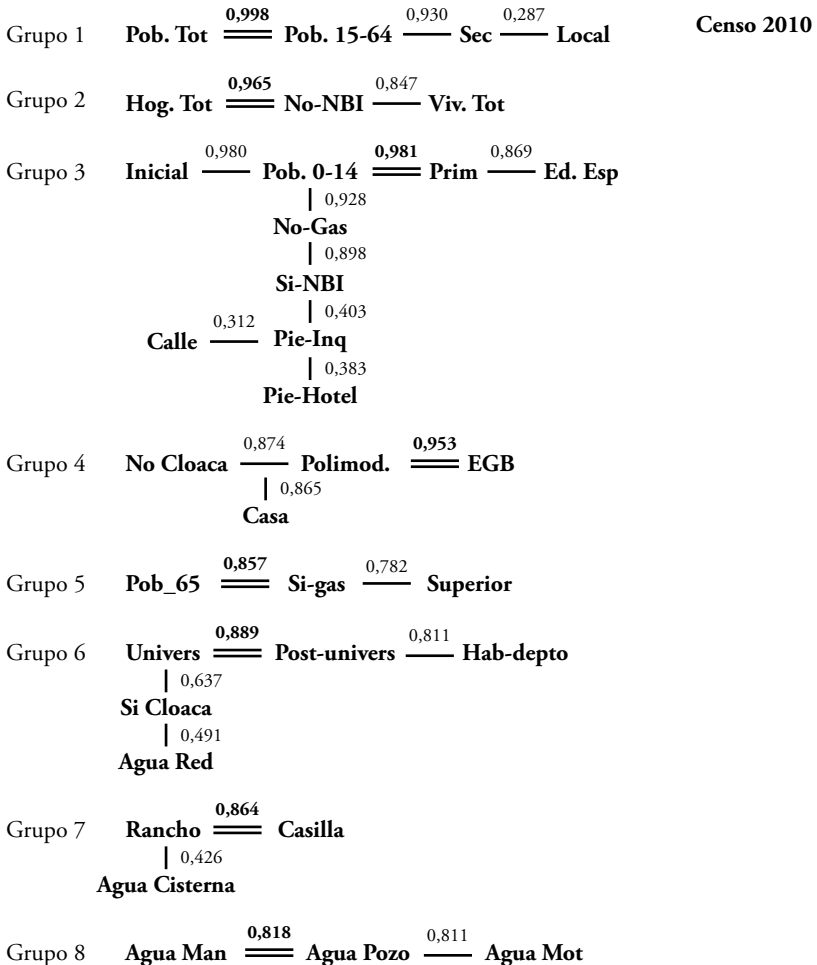 Censo 2010
0,998 0,930 0,287
Grupo 1 Pob. Tot Pob. 15-64 Sec Local
0,965 0,847
Grupo 2 Hog. Tot No-NBI Viv. Tot
0,980 0,981 0,869
Grupo 3 Inicial Pob. 0-14 Prim Ed. Esp
0,928
No-Gas
0,898
Si-NBI
0,403
0,312
Calle Pie-Inq
0,383
Pie-Hotel
0,874 0,953
Grupo 4 No Cloaca Polimod. EGB
0,865
Casa
0,857 0,782
Grupo 5 Pob_65 Si-gas Superior
0,889 0,811
Grupo 6 Univers Post-univers Hab-depto
0,637
Si Cloaca
0,491
Agua Red
0,864
Grupo 7 Rancho Casilla
0,426
Agua Cisterna
0,818 0,811
Grupo 8 Agua Man Agua Pozo Agua Mot